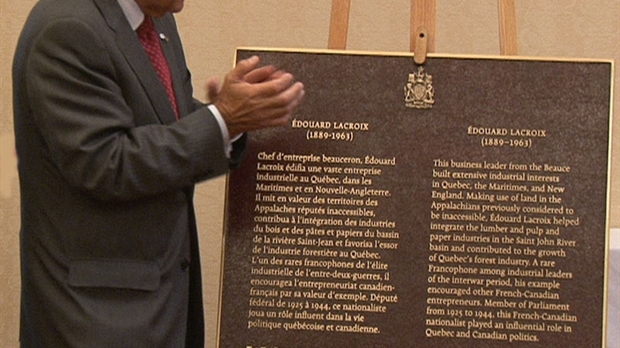 ÉDOUARD LACROIX
(1889-1963)
Chef d'entreprise beauceron, Édouard
Lacroix édifia une vaste entreprise
industrielle au Québec, dans les
Maritimes et en Nouvelle-Angleterre.
Il mit en valeur des territoires des
Appalaches réputés inaccessibles,
contribua à l'intégration des industries
du bois et des pâtes et papiers du bassin
de la rivière Saint-Jean et favorisa l'essor
de l'industrie forestière au Québec.
L'un des rares francophones de l'élite
industrielle de l'entre-deux-guerres, il
encouragea l'entrepreneuriat canadien-
français par sa valeur d'exemple. Député
fédéral de 1925 à 1944, ce nationaliste
joua un rôle influent dans la vie
politique québécoise et canadienne.
ÉDOUARD LACROIX
(1889-1963)
This business leader from the Beauce
built extensive industrial interests
in Quebec, the Maritimes, and New
England. Making use of land in the
Appalachians previously considered to
be inaccessible, Édouard Lacroix helped
integrate the lumber and pulp and
paper industries in the Saint John River
basin and contributed to the growth
of Quebec's forest industry. A rare
Francophone among industrial leaders
of the interwar period, his example
encouraged other French-Canadian
entrepreneurs. Member of Parliament
from 1925 to 1944, this French-Canadian
nationalist played an influential role in
Quebec and Canadian politics.